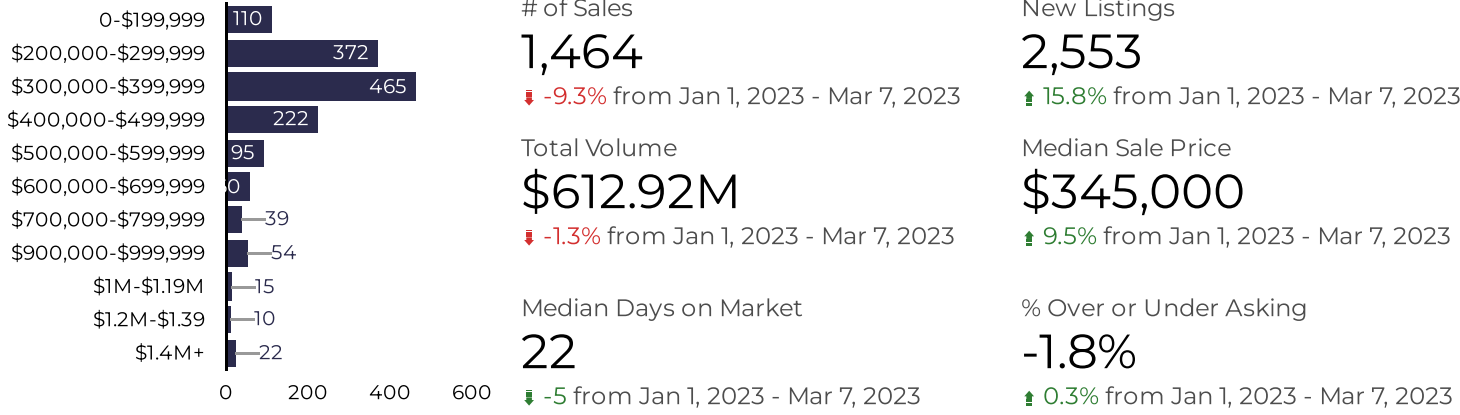 0-$199,999 110
$200,000-$299,999 372
$300,000-$399,999 465
$400,000-$499,999 222
$500,000-$599,999 95
$600,000-$699,999
$700,000-$799,999 39
$900,000-$999,999 54
$1M-$1.19M 15
$1.2M-$1.39 10
$1.4M+ 22
0 200 400 600
# of Sales
1,464
-9.3% from Jan 1, 2023 - Mar 7, 2023
New Listings
2,553
15.8% from Jan 1, 2023 - Mar 7, 2023
Total Volume
$612.92M
-1.3% from Jan 1, 2023 - Mar 7, 2023
Median Sale Price
$345,000
9.5% from Jan 1, 2023 - Mar 7, 2023
Median Days on Market
22
-5 from Jan 1, 2023 - Mar 7, 2023
% Over or Under Asking
-1.8%
0.3% from Jan 1, 2023 - Mar 7, 2023